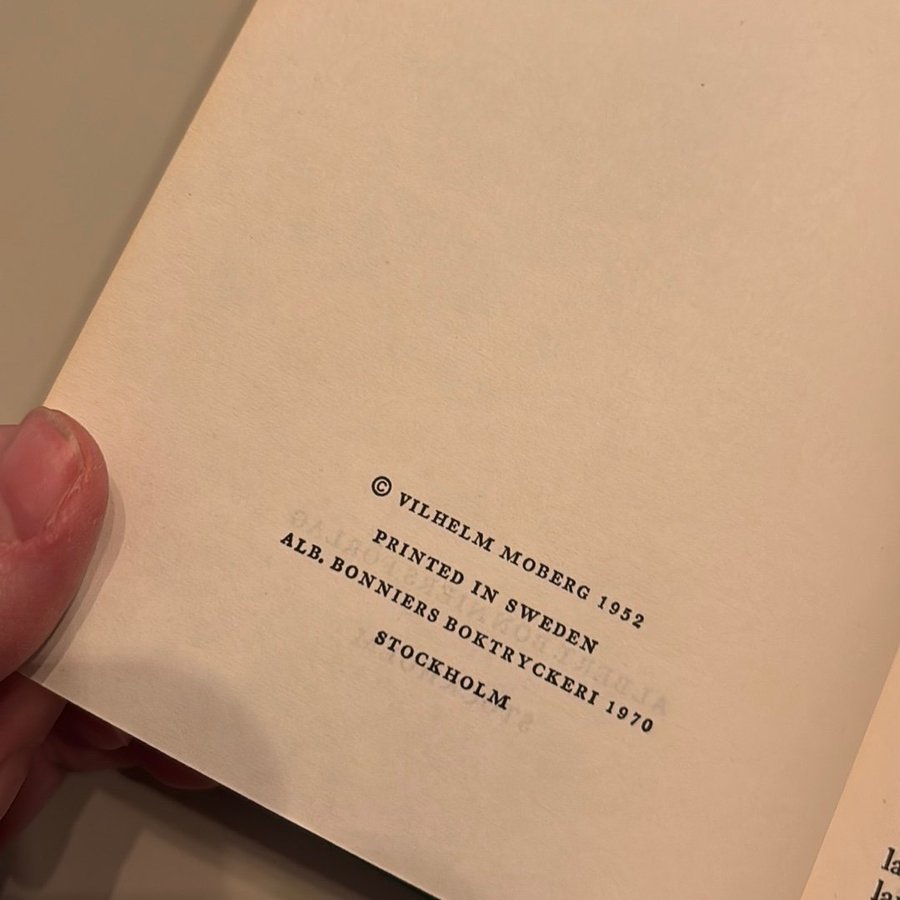 © VILHELM MOBERG 1952
PRINTED IN SWEDEN
ALB. BONNIERS BOKTRYCKERI 1970
STOCKHOLM